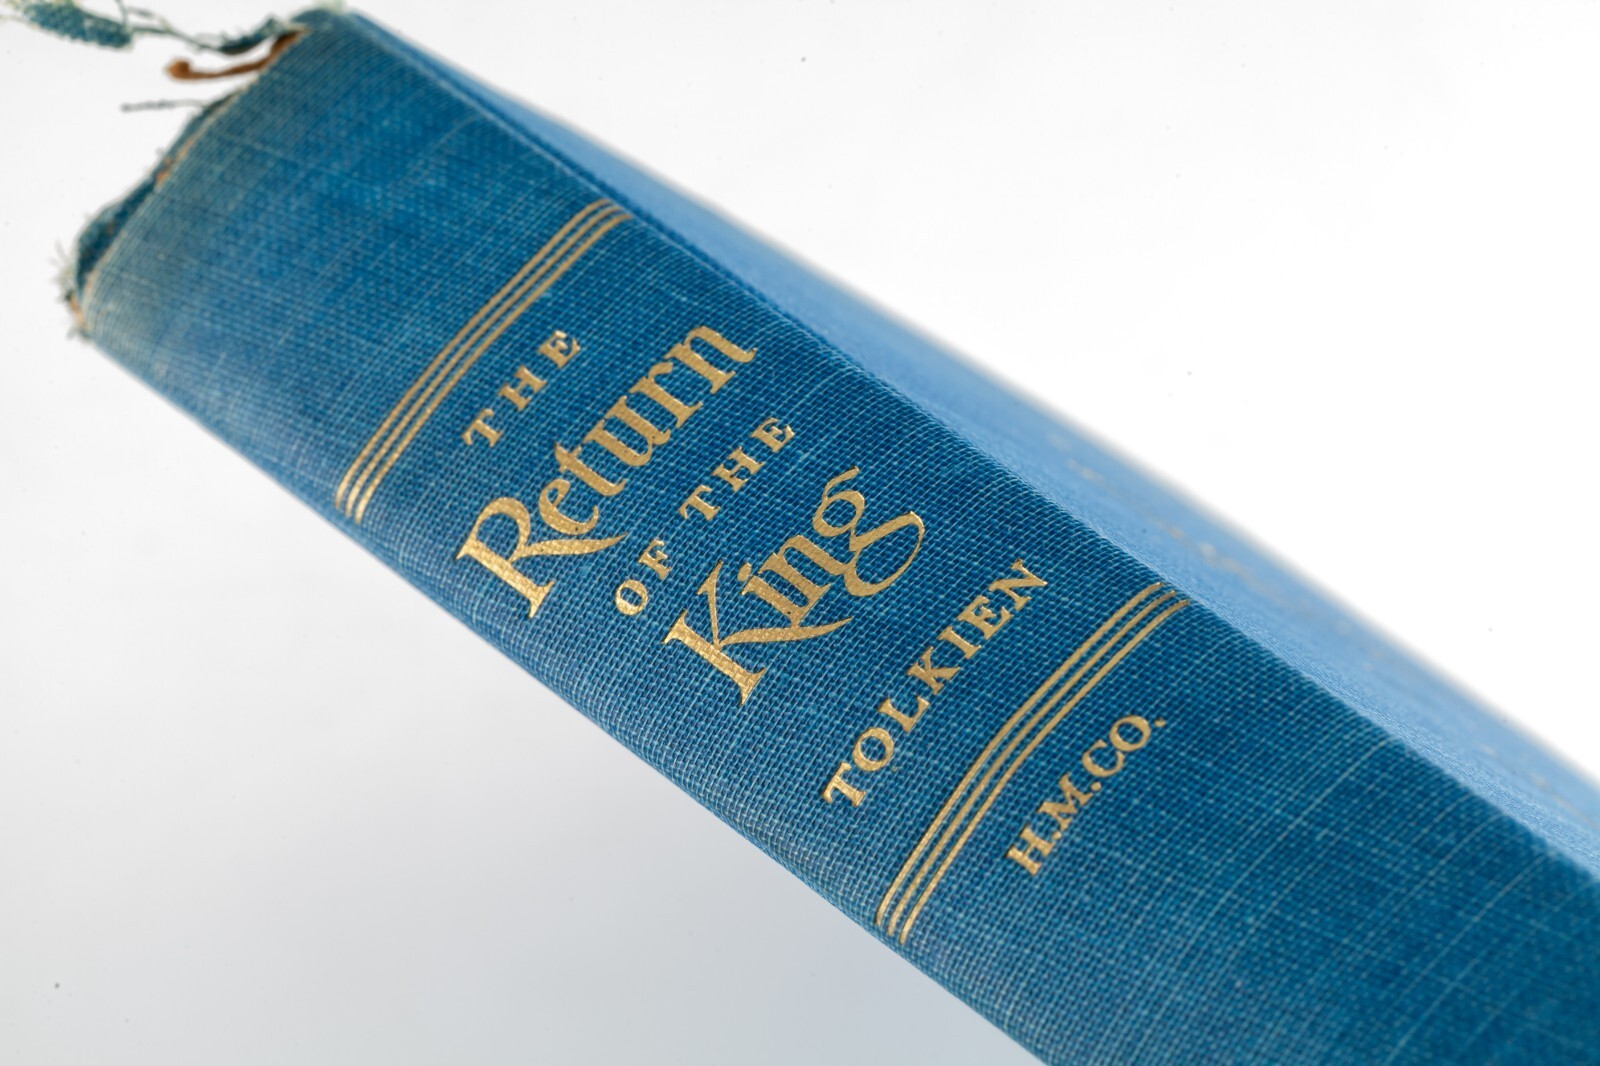 THE
Return
OF THE
King
TOLKIEN
H.M.CO.